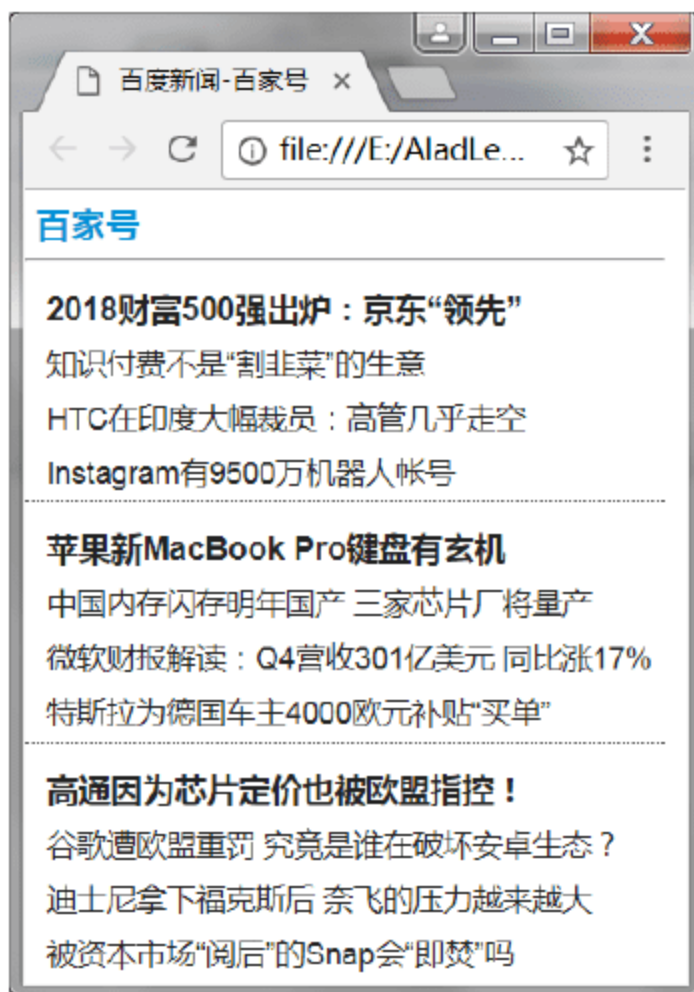 百度新闻-百家号
file:///E:/AladLe...
百家号
2018财富500强出炉：京东“领先”
知识付费不是“割韭菜”的生意
HTC在印度大幅裁员：高管几乎走空
Instagram有9500万机器人帐号
苹果新MacBook Pro键盘有玄机
中国内存闪存明年国产 三家芯片厂将量产
微软财报解读：Q4营收301亿美元 同比涨17%
特斯拉为德国车主4000欧元补贴“买单”
高通因为芯片定价也被欧盟指控！
谷歌遭欧盟重罚 究竟是谁在破坏安卓生态？
迪士尼拿下福克斯后 奈飞的压力越来越大
被资本市场“阅后”的Snap会“即焚”吗